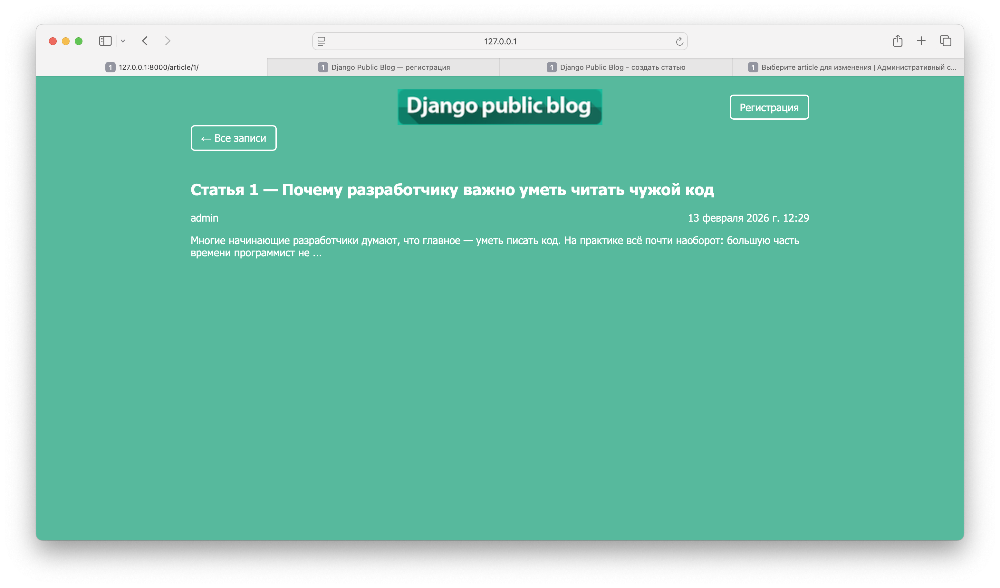 127.0.0.1
1 127.0.0.1:8000/article/1/
1 Django Public Blog — регистрация
1 Django Public Blog - создать статью
1 Выберите article для изменения | Административный с...
Django public blog
Регистрация
← Все записи
Статья 1 — Почему разработчику важно уметь читать чужой код
admin
13 февраля 2026 г. 12:29
Многие начинающие разработчики думают, что главное — уметь писать код. На практике всё почти наоборот: большую часть
времени программист не ...